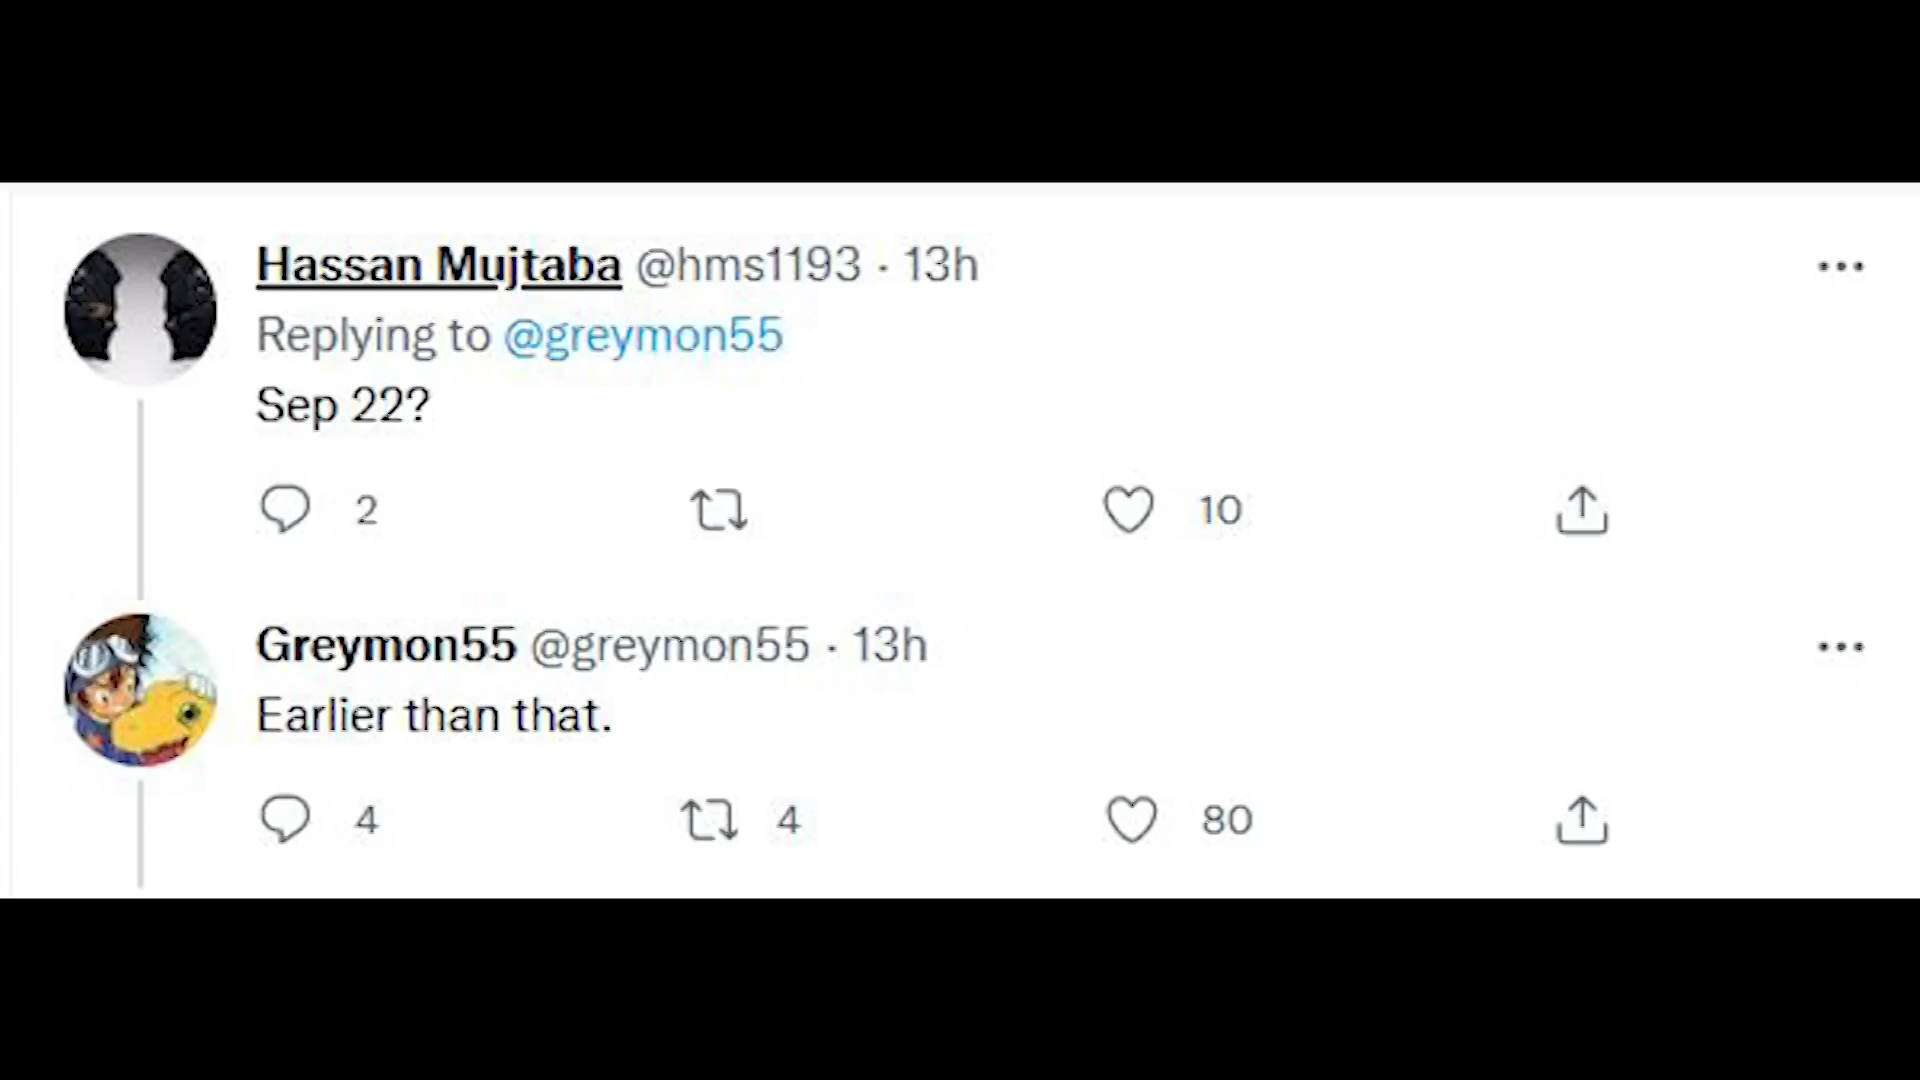 Hassan Mujtaba @hms1193 · 13h
Replying to @greymon55
Sep 22?
2 10
Greymon55 @greymon55 · 13h
Earlier than that.
4 4 80